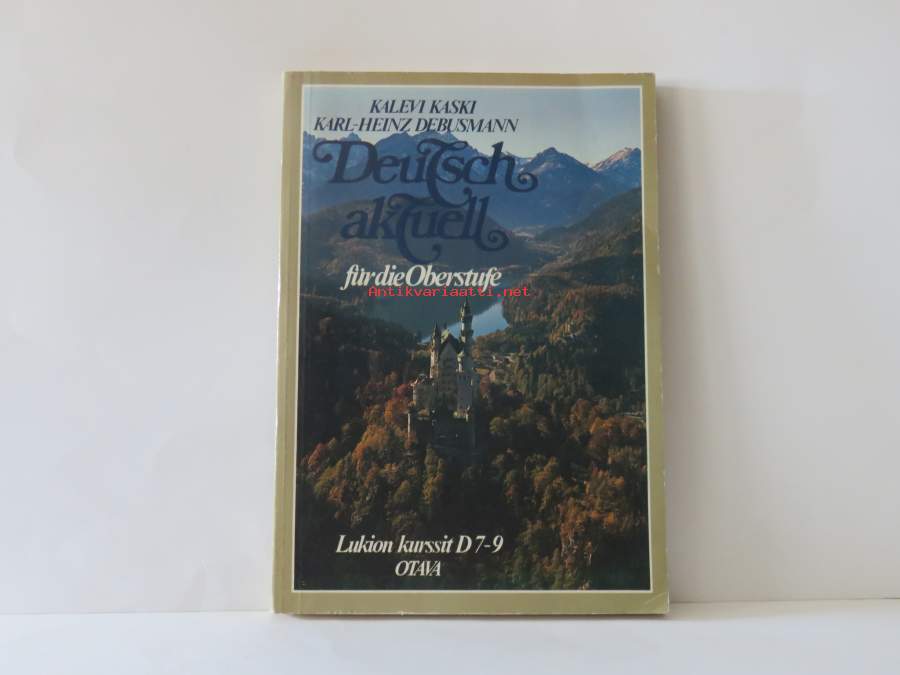 KALEVI KASKI
KARL-HEINZ DEBUSMANN
Deutsch
aktuell
für die Oberstufe
Antikvariaatti.net
Lukion kurssit D 7-9
OTAVA